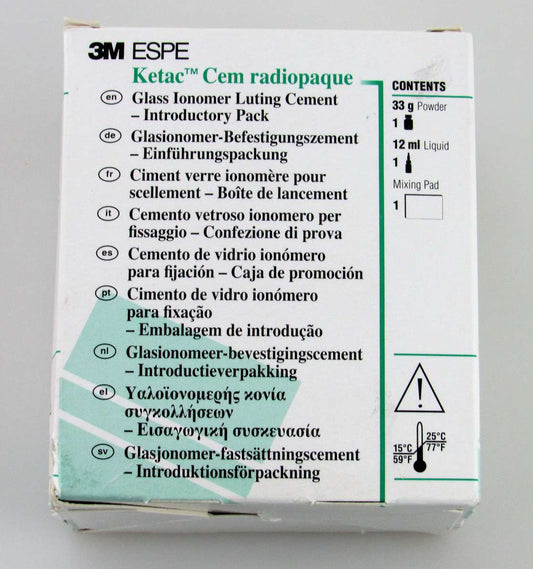 3M ESPE
Ketac™ Cem radiopaque
en Glass Ionomer Luting Cement
– Introductory Pack
de Glasionomer-Befestigungszement
– Einführungspackung
fr Ciment verre ionomère pour
scellement – Boîte de lancement
it Cemento vetroso ionomero per
fissaggio – Confezione di prova
es Cemento de vidrio ionómero
para fijación – Caja de promoción
pt Cimento de vidro ionómero
para fixação
– Embalagem de introdução
nl Glasionomeer-bevestigingscement
– Introductieverpakking
el Υαλοϊονομερής κονία
συγκολλήσεων
– Εισαγωγική συσκευασία
sv Glasjonomer-fastsättningscement
– Introduktionsförpackning
CONTENTS
33 g Powder
1
12 ml Liquid
1
Mixing Pad
1
!
25°C
77°F
15°C
59°F